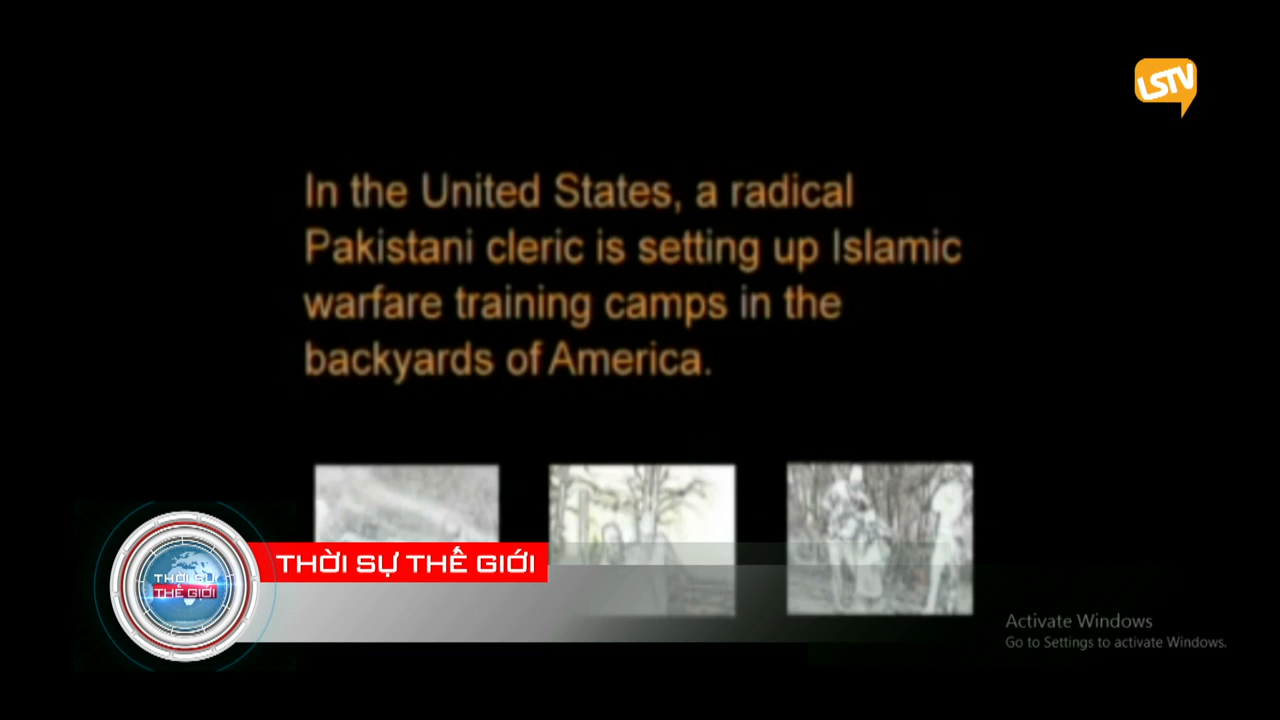 LSTV
In the United States, a radical
Pakistani cleric is setting up Islamic
warfare training camps in the
backyards of America.
THỜI SỰ THẾ GIỚI
THỜI SỰ
THẾ GIỚI
Activate Windows
Go to Settings to activate Windows.